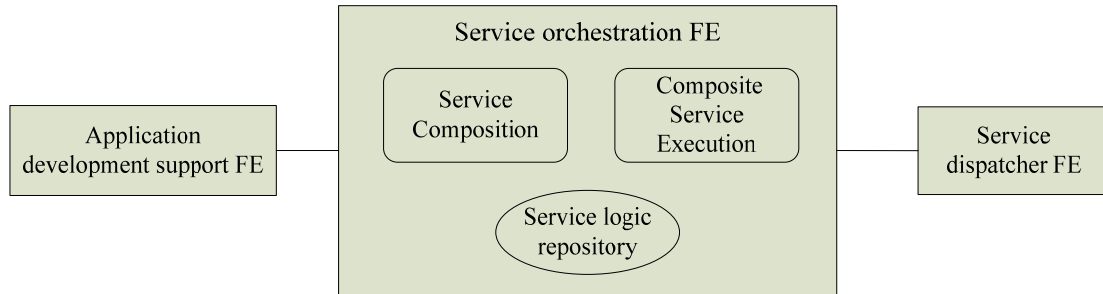 Service orchestration FE
Service
Composition
Composite
Service
Execution
Service logic
repository
Application
development support FE
Service
dispatcher FE